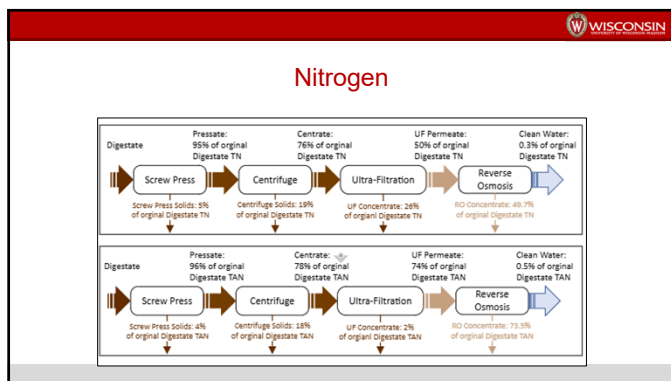 WISCONSIN
UNIVERSITY OF WISCONSIN-MADISON
Nitrogen
Digestate
Pressate:
95% of orginal
Digestate TN
Centrate:
76% of orginal
Digestate TN
UF Permeate:
50% of orginal
Digestate TN
Clean Water:
0.3% of orginal
Digestate TN
Screw Press
Centrifuge
Ultra-Filtration
Reverse
Osmosis
Screw Press Solids: 5%
of orginal Digestate TN
Centrifuge Solids: 19%
of orginal Digestate TN
UF Concentrate: 26%
of orgianl Digestate TN
RO Concentrate: 49.7%
of orginal Digestate TN
Digestate
Pressate:
96% of orginal
Digestate TAN
Centrate:
78% of orginal
Digestate TAN
UF Permeate:
74% of orginal
Digestate TAN
Clean Water:
0.5% of orginal
Digestate TAN
Screw Press
Centrifuge
Ultra-Filtration
Reverse
Osmosis
Screw Press Solids: 4%
of orginal Digestate TAN
Centrifuge Solids: 18%
of orginal Digestate TAN
UF Concentrate: 2%
of orgianl Digestate TAN
RO Concentrate: 73.5%
of orginal Digestate TAN